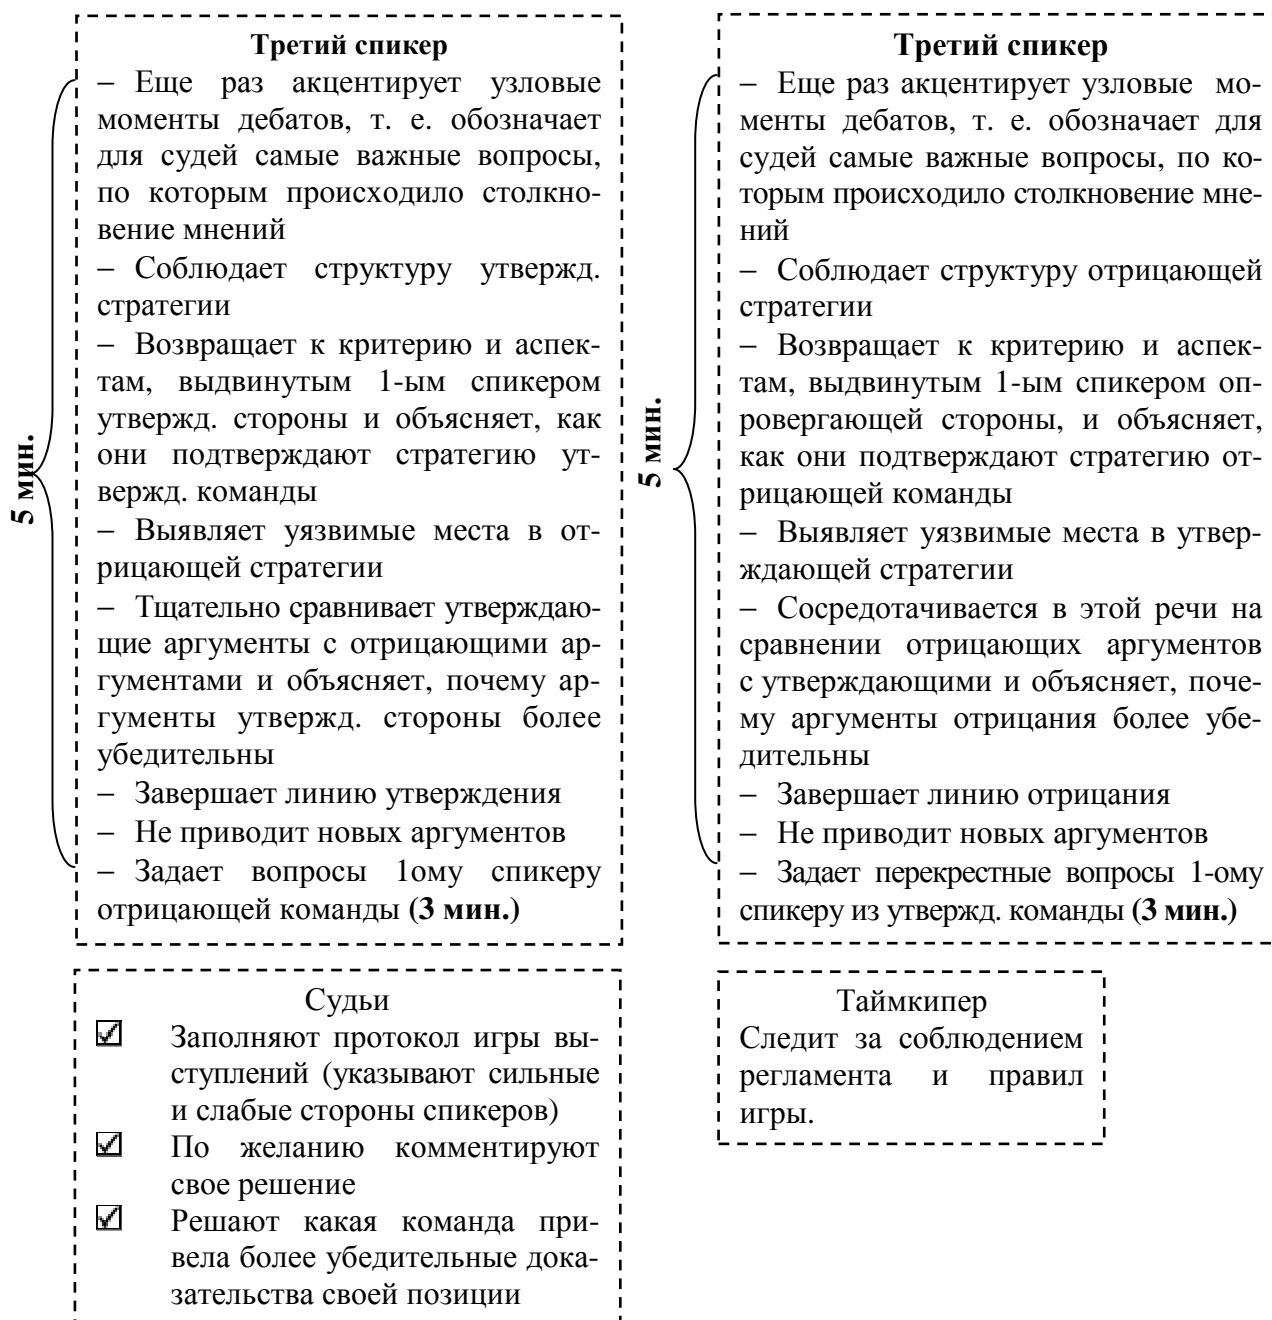 Третий спикер
– Еще раз акцентирует узловые
моменты дебатов, т. е. обозначает
для судей самые важные вопросы,
по которым происходило столкно-
вение мнений
– Соблюдает структуру утвержд.
стратегии
– Возвращает к критерию и аспек-
там, выдвинутым 1-ым спикером
утвержд. стороны и объясняет, как
они подтверждают стратегию ут-
вержд. команды
– Выявляет уязвимые места в от-
рицающей стратегии
– Тщательно сравнивает утверждаю-
щие аргументы с отрицающими ар-
гументами и объясняет, почему ар-
гументы утвержд. стороны более
убедительны
– Завершает линию утверждения
– Не приводит новых аргументов
– Задает вопросы 1ому спикеру
отрицающей команды (3 мин.)
5 мин.
Третий спикер
– Еще раз акцентирует узловые мо-
менты дебатов, т. е. обозначает для
судей самые важные вопросы, по ко-
торым происходило столкновение мне-
ний
– Соблюдает структуру отрицающей
стратегии
– Возвращает к критерию и аспек-
там, выдвинутым 1-ым спикером оп-
ровергающей стороны, и объясняет,
как они подтверждают стратегию от-
рицающей команды
– Выявляет уязвимые места в утвер-
ждающей стратегии
– Сосредотачивается в этой речи на
сравнении отрицающих аргументов
с утверждающими и объясняет, поче-
му аргументы отрицания более убе-
дительны
– Завершает линию отрицания
– Не приводит новых аргументов
– Задает перекрестные вопросы 1-ому
спикеру из утвержд. команды (3 мин.)
5 мин.
Судьи
Заполняют протокол игры вы-
ступлений (указывают сильные
и слабые стороны спикеров)
По желанию комментируют
свое решение
Решают какая команда при-
вела более убедительные дока-
зательства своей позиции
Таймкипер
Следит за соблюдением
регламента и правил
игры.